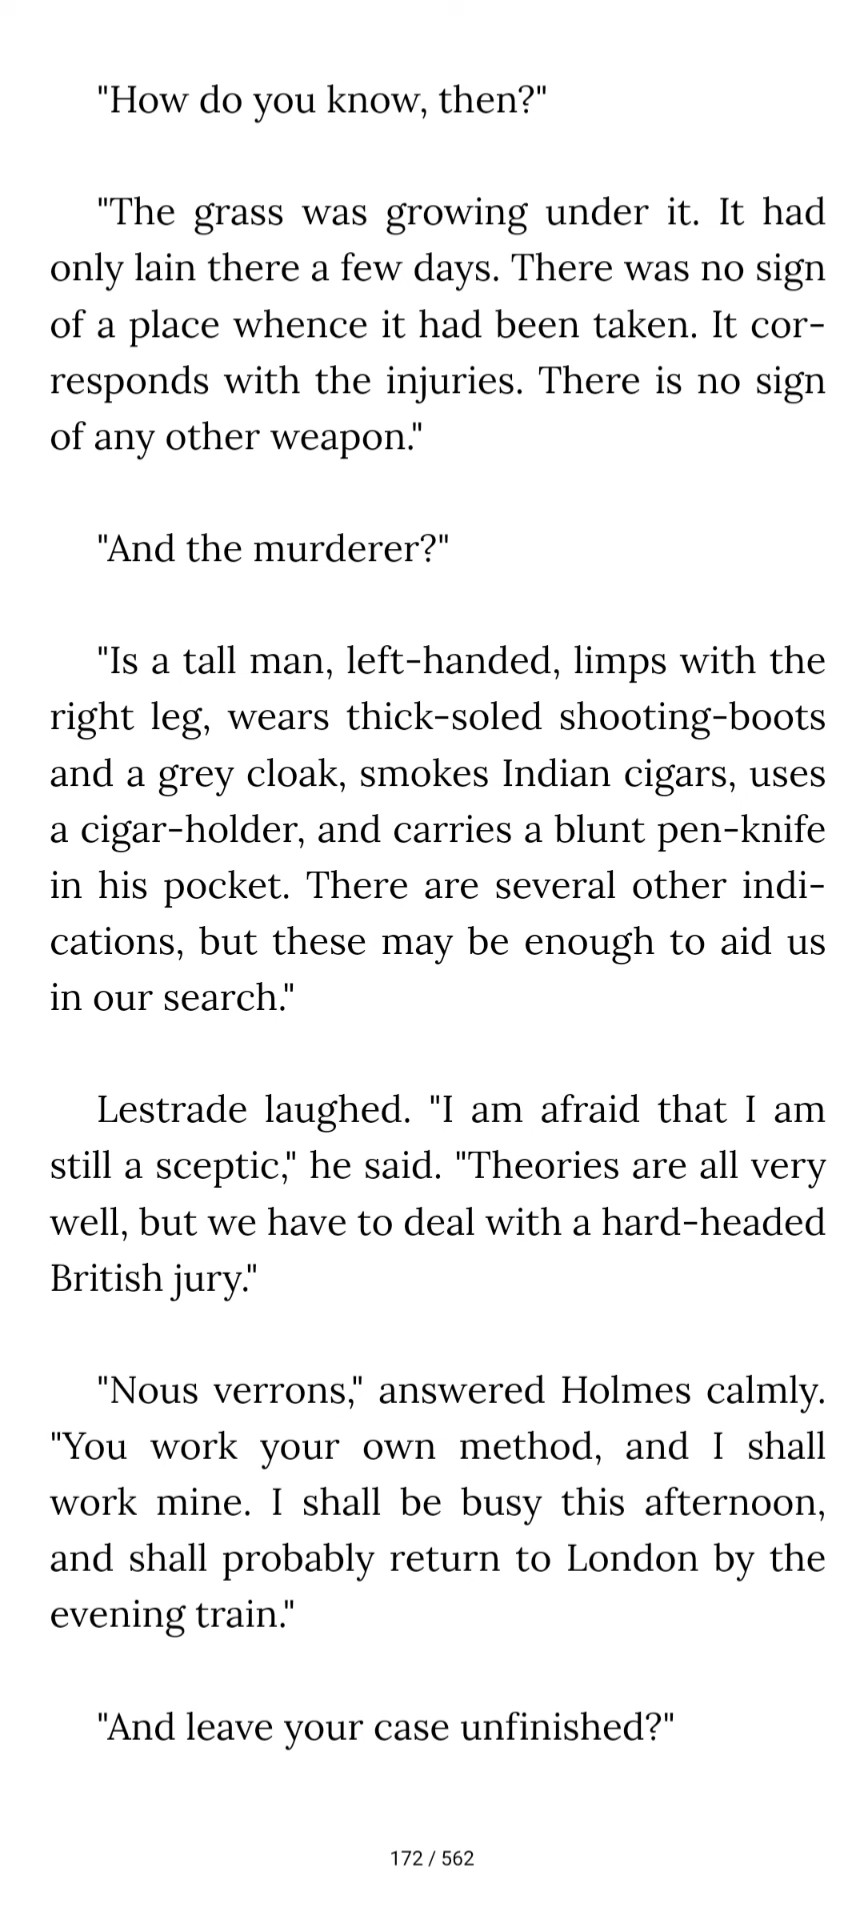 "How do you know, then?"
"The grass was growing under it. It had
only lain there a few days. There was no sign
of a place whence it had been taken. It cor-
responds with the injuries. There is no sign
of any other weapon."
"And the murderer?"
"Is a tall man, left-handed, limps with the
right leg, wears thick-soled shooting-boots
and a grey cloak, smokes Indian cigars, uses
a cigar-holder, and carries a blunt pen-knife
in his pocket. There are several other indi-
cations, but these may be enough to aid us
in our search."
Lestrade laughed. "I am afraid that I am
still a sceptic," he said. "Theories are all very
well, but we have to deal with a hard-headed
British jury."
"Nous verrons," answered Holmes calmly.
"You work your own method, and I shall
work mine. I shall be busy this afternoon,
and shall probably return to London by the
evening train."
"And leave your case unfinished?"
172 / 562